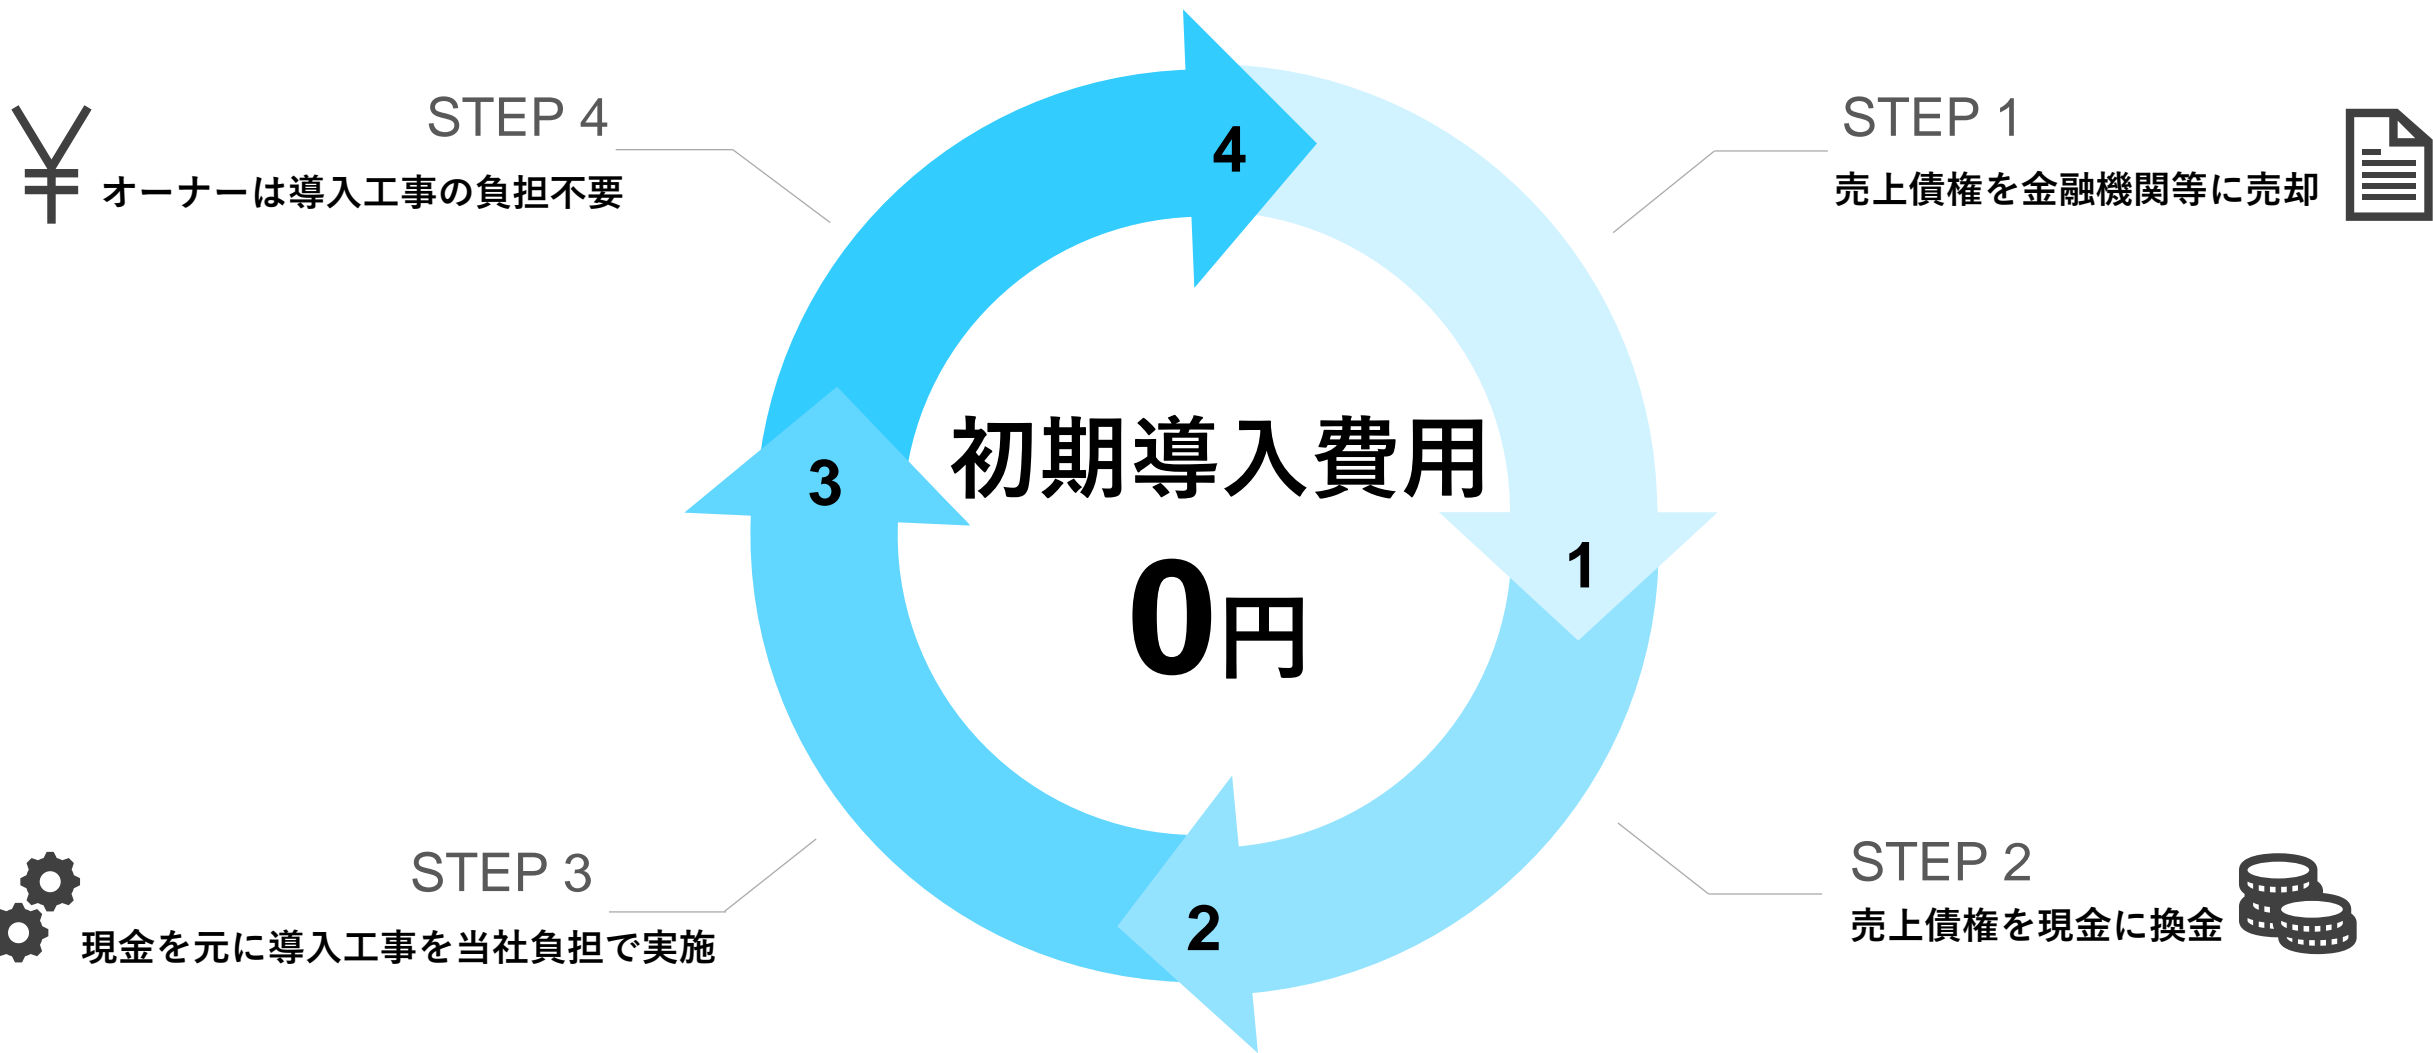 STEP 1
売上債権を金融機関等に売却
STEP 2
売上債権を現金に換金
STEP 3
現金を元に導入工事を当社負担で実施
STEP 4
オーナーは導入工事の負担不要
初期導入費用
0円
1
2
3
4